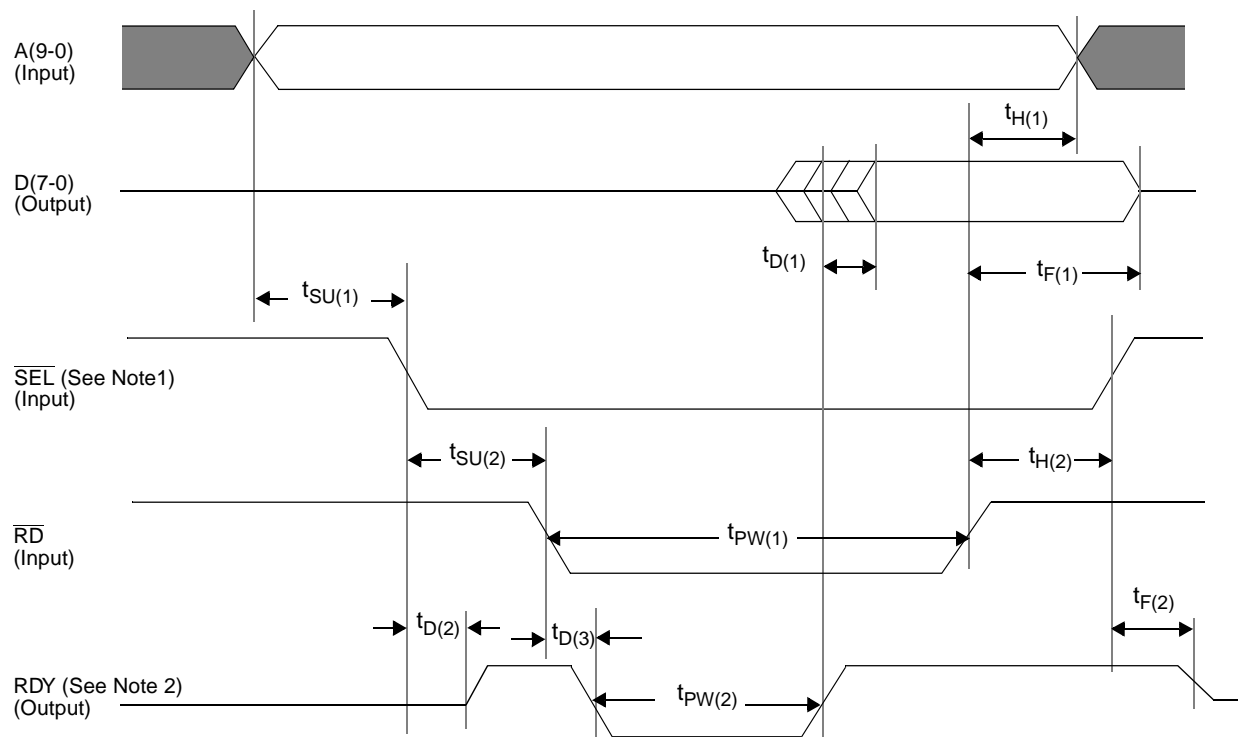 A(9-0)
(Input)
tH(1)
D(7-0)
(Output)
tD(1)
tF(1)
tSU(1)
SEL (See Note1)
(Input)
tSU(2)
tH(2)
RD
(Input)
tPW(1)
tF(2)
tD(2)
tD(3)
RDY (See Note 2)
(Output)
tPW(2)